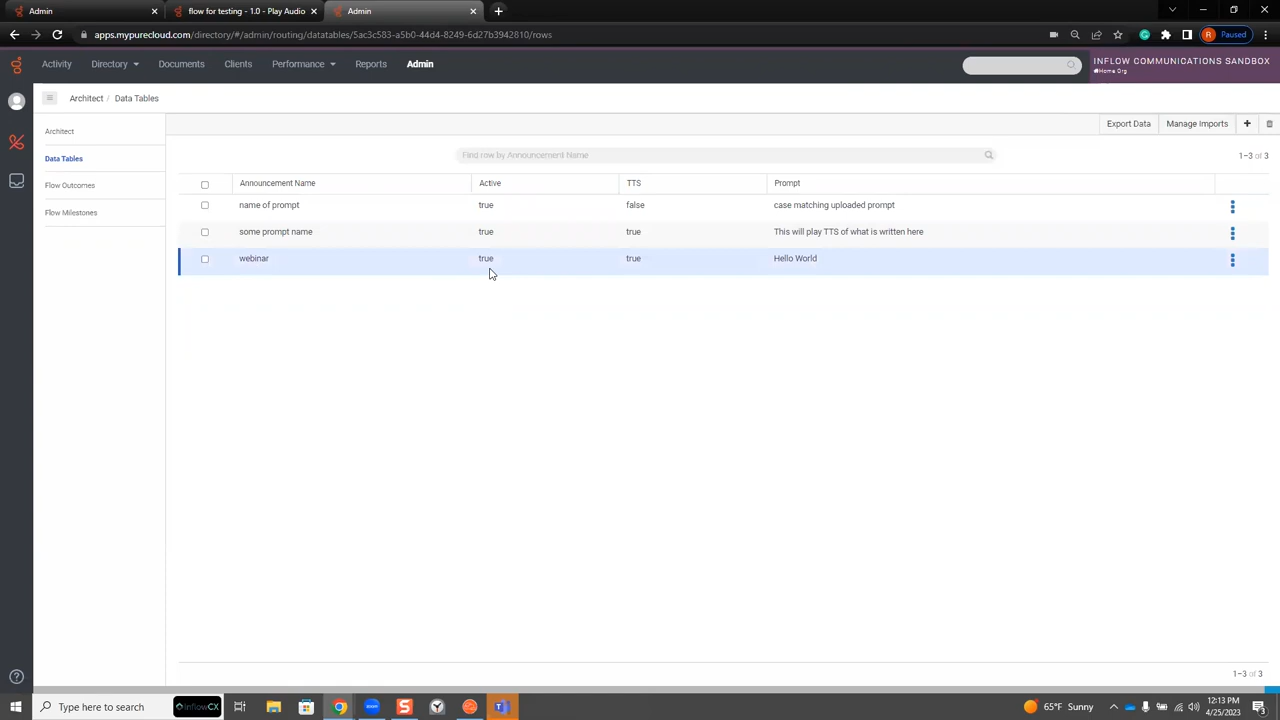 Admin
flow for testing - 1.0 - Play Audio
Admin
apps.mypurecloud.com/directory/#/admin/routing/datatables/5ac3c583-a5b0-44d4-8249-6d27b3942810/rows
Paused
Activity
Directory
Documents
Clients
Performance
Reports
Admin
INFLOW COMMUNICATIONS SANDBOX
Home Org
Architect / Data Tables
Architect
Data Tables
Flow Outcomes
Flow Milestones
Export Data
Manage Imports
Find row by Announcement Name
1–3 of 3
Announcement Name Active TTS Prompt
name of prompt true false case matching uploaded prompt
some prompt name true true This will play TTS of what is written here
webinar true true Hello World
1–3 of 3
Type here to search
InflowCX
65°F Sunny
12:13 PM
4/25/2023